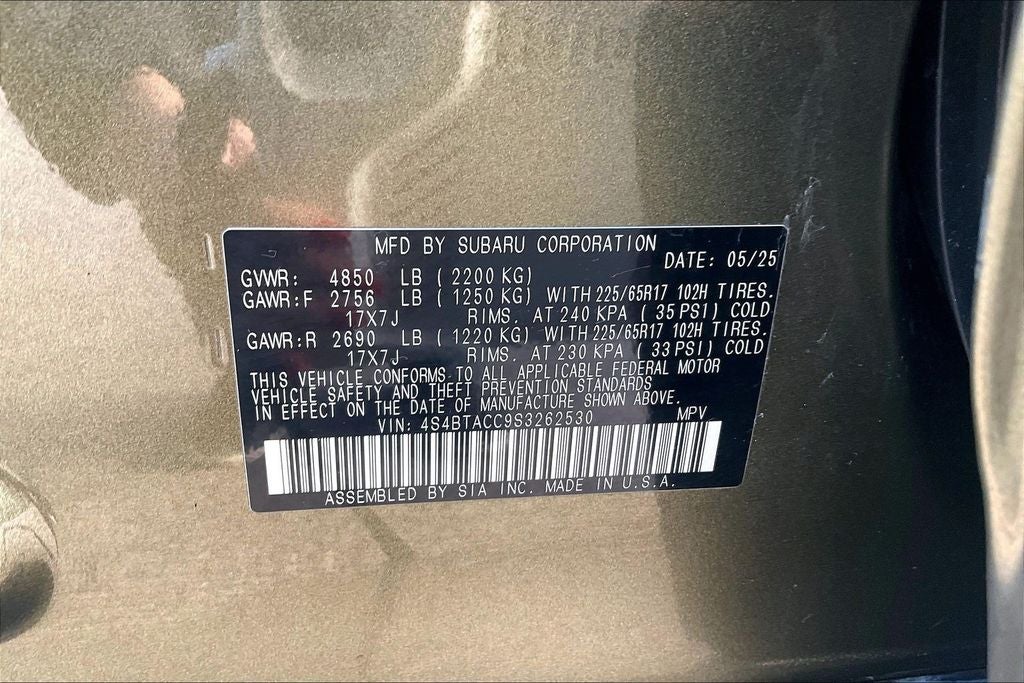 MFD BY SUBARU CORPORATION
DATE: 05/25
GVWR: 4850 LB (2200 KG)
GAWR:F 2756 LB (1250 KG) WITH 225/65R17 102H TIRES.
17X7J RIMS. AT 240 KPA (35 PSI) COLD
GAWR:R 2690 LB (1220 KG) WITH 225/65R17 102H TIRES.
17X7J RIMS. AT 230 KPA (33 PSI) COLD
THIS VEHICLE CONFORMS TO ALL APPLICABLE FEDERAL MOTOR
VEHICLE SAFETY AND THEFT PREVENTION STANDARDS
IN EFFECT ON THE DATE OF MANUFACTURE SHOWN ABOVE.
VIN: 4S4BTACC9S3262530 MPV
ASSEMBLED BY SIA INC. MADE IN U.S.A.